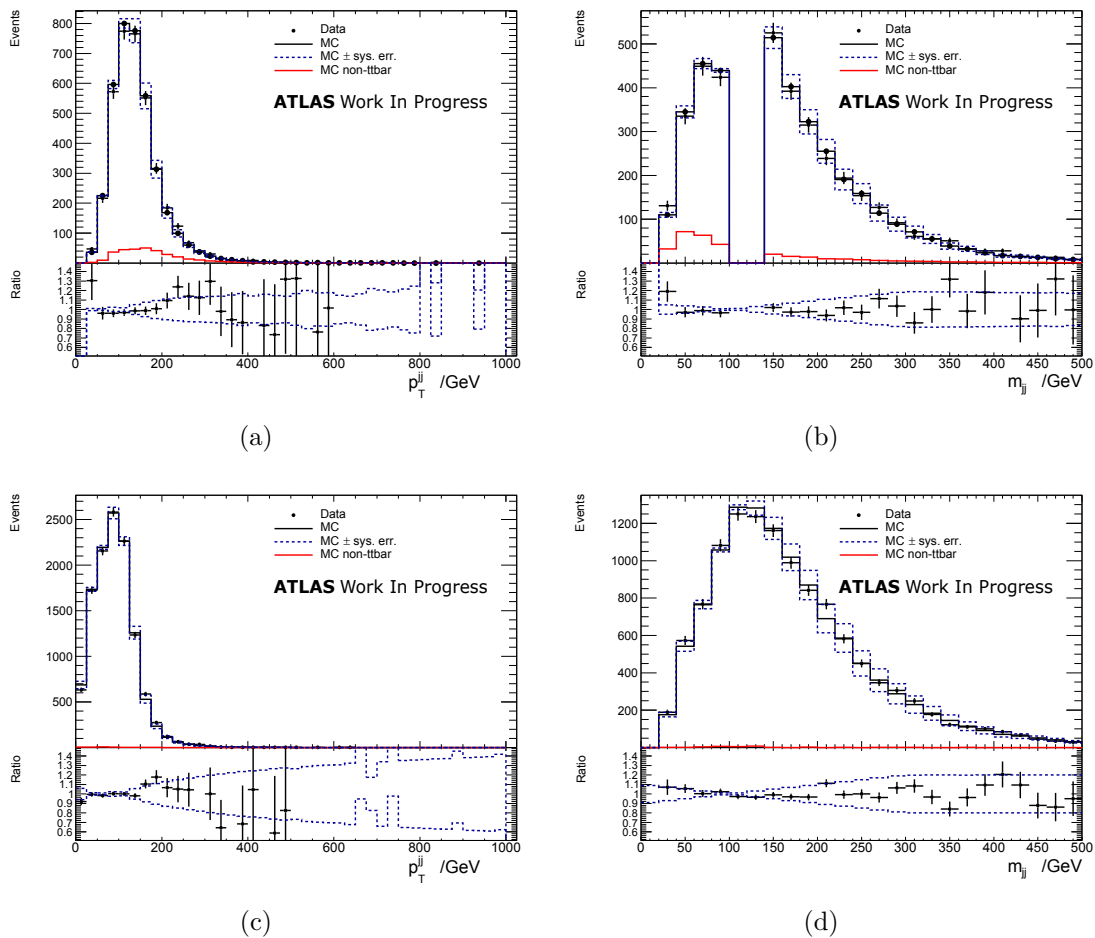 Events
800
700
600
500
400
300
200
100
Data
MC
MC ± sys. err.
MC non-ttbar
ATLAS Work In Progress
Ratio
1.4
1.3
1.2
1.1
1
0.9
0.8
0.7
0.6
0 200 400 600 800 1000
p_T^jj /GeV
(a)
Events
500
400
300
200
100
Data
MC
MC ± sys. err.
MC non-ttbar
ATLAS Work In Progress
Ratio
1.4
1.3
1.2
1.1
1
0.9
0.8
0.7
0.6
0 50 100 150 200 250 300 350 400 450 500
m_jj /GeV
(b)
Events
2500
2000
1500
1000
500
Data
MC
MC ± sys. err.
MC non-ttbar
ATLAS Work In Progress
Ratio
1.4
1.3
1.2
1.1
1
0.9
0.8
0.7
0.6
0 200 400 600 800 1000
p_T^jj /GeV
(c)
Events
1200
1000
800
600
400
200
Data
MC
MC ± sys. err.
MC non-ttbar
ATLAS Work In Progress
Ratio
1.4
1.3
1.2
1.1
1
0.9
0.8
0.7
0.6
0 50 100 150 200 250 300 350 400 450 500
m_jj /GeV
(d)